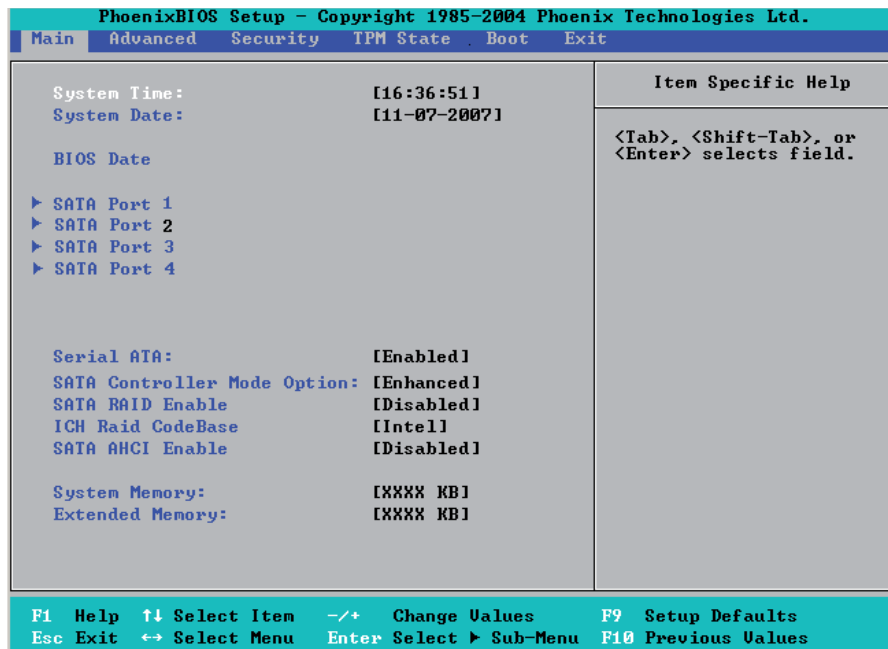 PhoenixBIOS Setup - Copyright 1985-2004 Phoenix Technologies Ltd.
Main Advanced Security TPM State Boot Exit
System Time: [16:36:51]
System Date: [11-07-2007]
BIOS Date
▶ SATA Port 1
▶ SATA Port 2
▶ SATA Port 3
▶ SATA Port 4
Serial ATA: [Enabled]
SATA Controller Mode Option: [Enhanced]
SATA RAID Enable [Disabled]
ICH Raid CodeBase [Intel]
SATA AHCI Enable [Disabled]
System Memory: [XXXX KB]
Extended Memory: [XXXX KB]
Item Specific Help
<Tab>, <Shift-Tab>, or
<Enter> selects field.
F1 Help ↑↓ Select Item -/+ Change Values F9 Setup Defaults
Esc Exit ↔ Select Menu Enter Select ▶ Sub-Menu F10 Previous Values